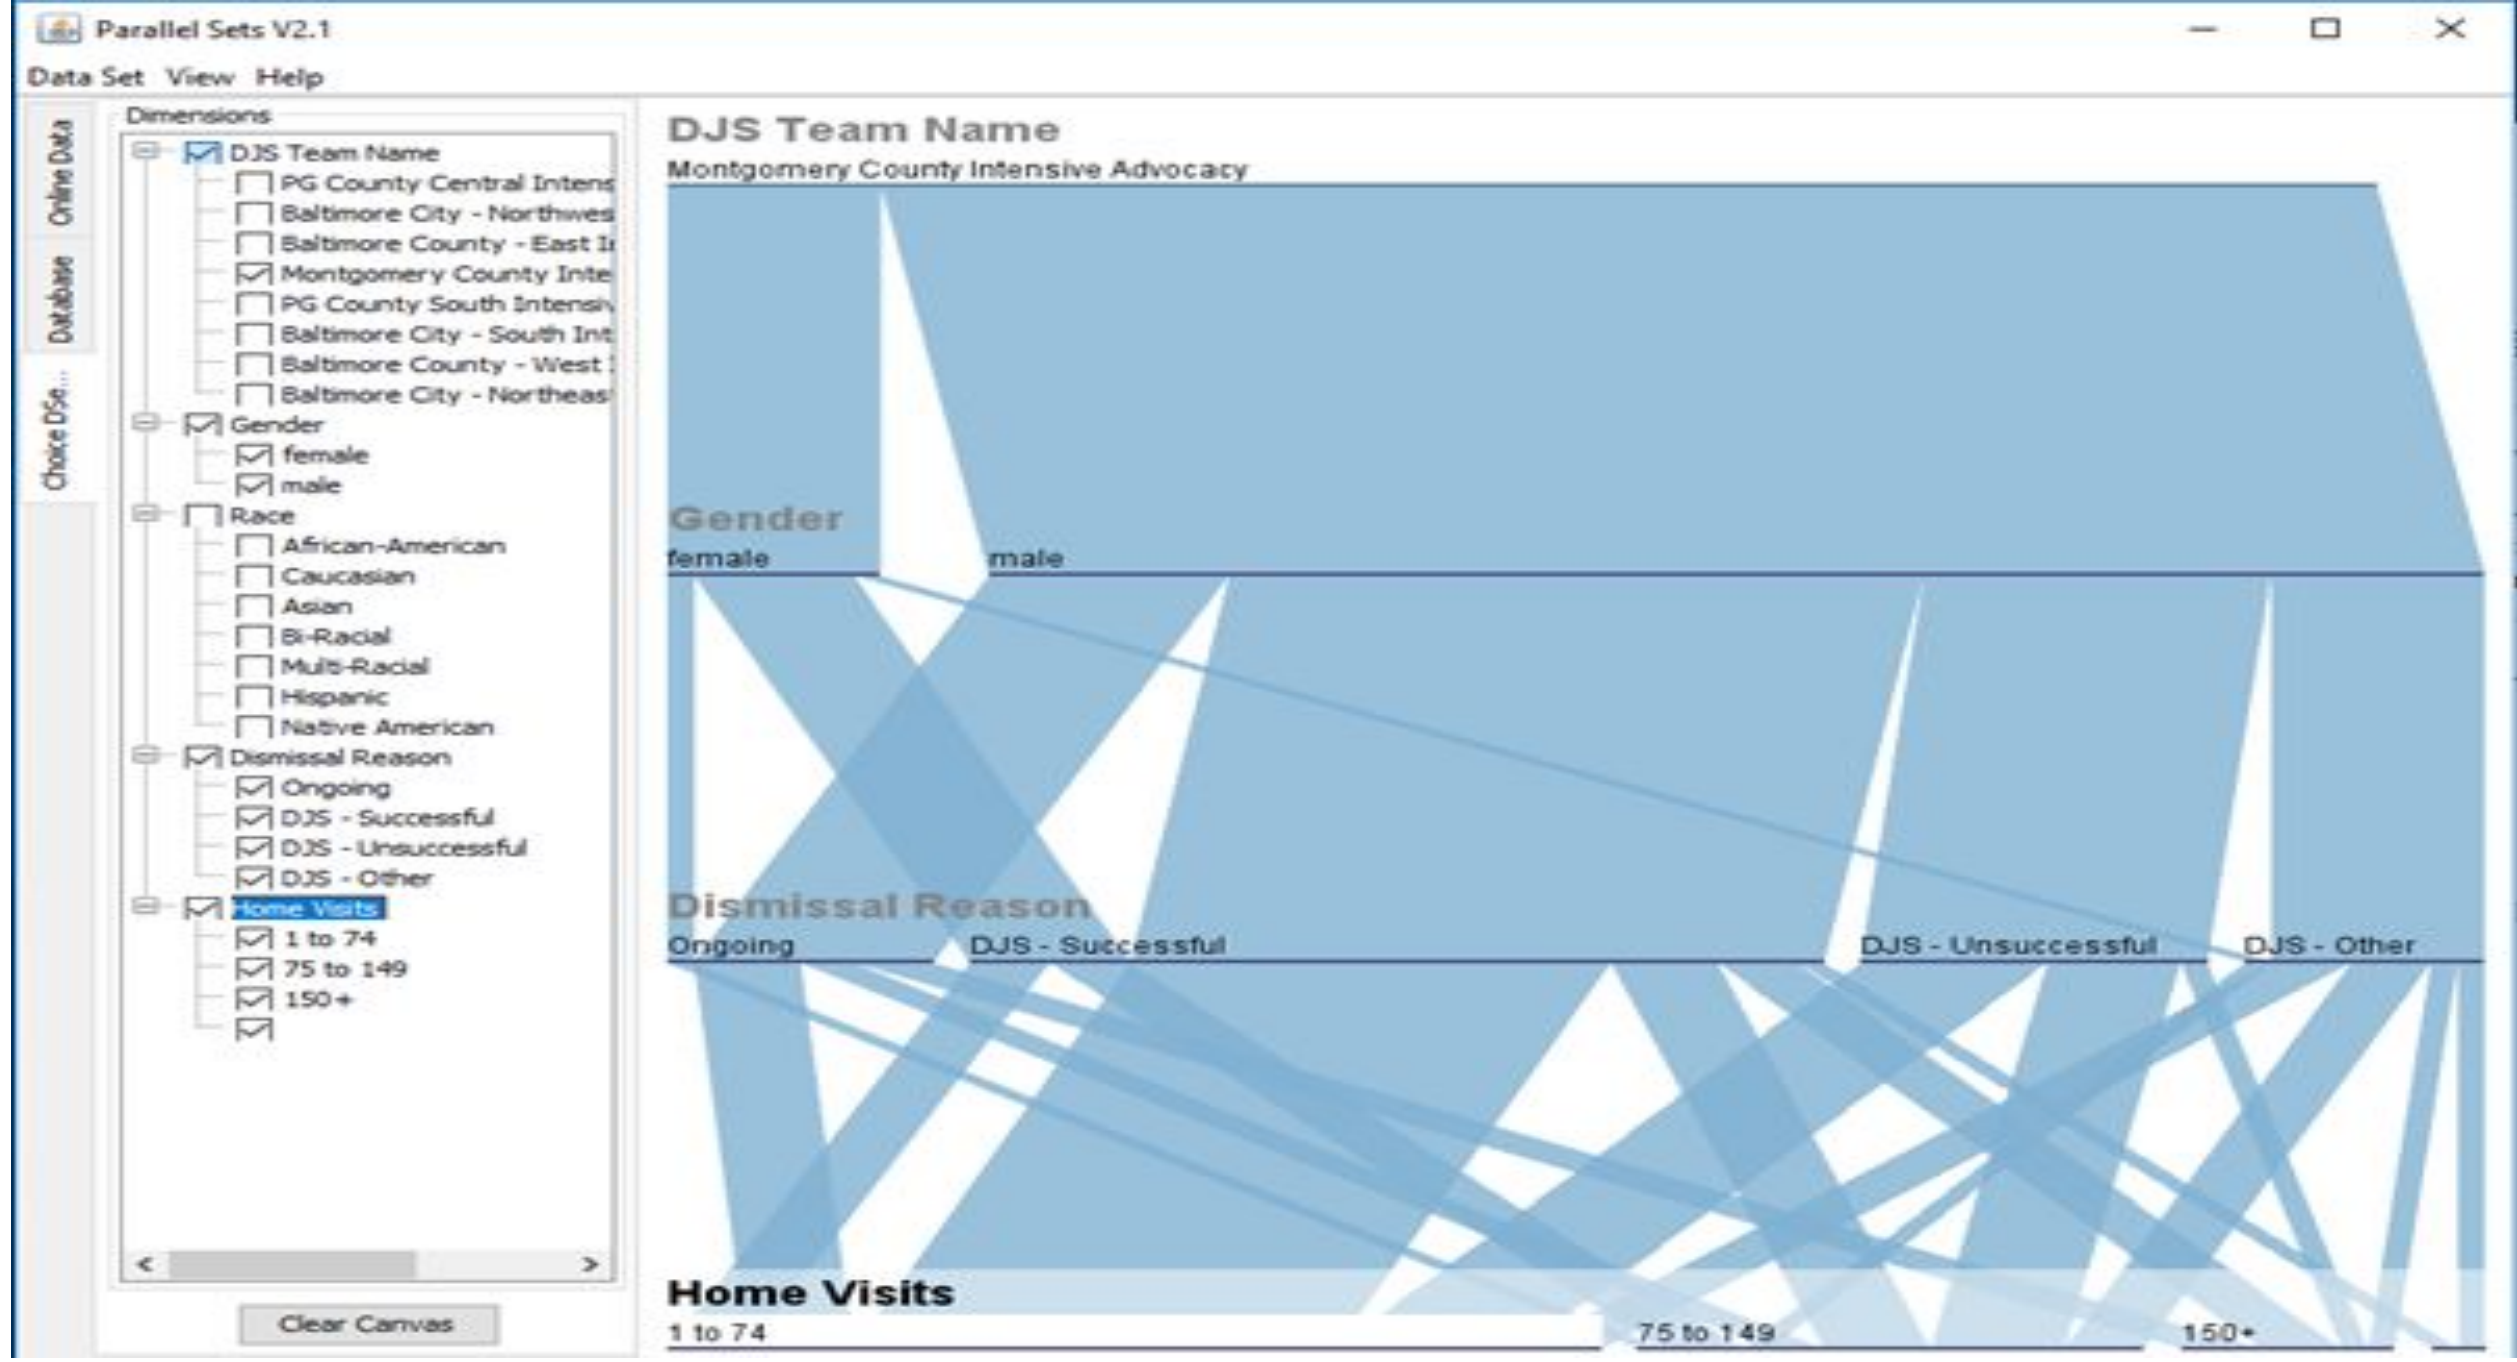 Parallel Sets V2.1
Data Set View Help
Online Data
Database
Choice DSe...
Dimensions
DJS Team Name
PG County Central Intens
Baltimore City - Northwes
Baltimore County - East I
Montgomery County Inte
PG County South Intensiv
Baltimore City - South Int
Baltimore County - West
Baltimore City - Northeas
Gender
female
male
Race
African-American
Caucasian
Asian
Bi-Racial
Multi-Racial
Hispanic
Native American
Dismissal Reason
Ongoing
DJS - Successful
DJS - Unsuccessful
DJS - Other
Home Visits
1 to 74
75 to 149
150+
Clear Canvas
DJS Team Name
Montgomery County Intensive Advocacy
Gender
female male
Dismissal Reason
Ongoing DJS - Successful DJS - Unsuccessful DJS - Other
Home Visits
1 to 74 75 to 149 150+